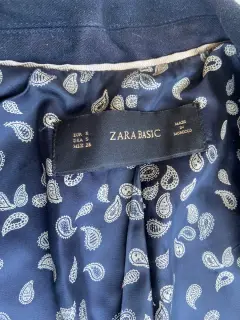 EUR S
USA S
MEX 26
ZARA BASIC
MADE
IN
MOROCCO